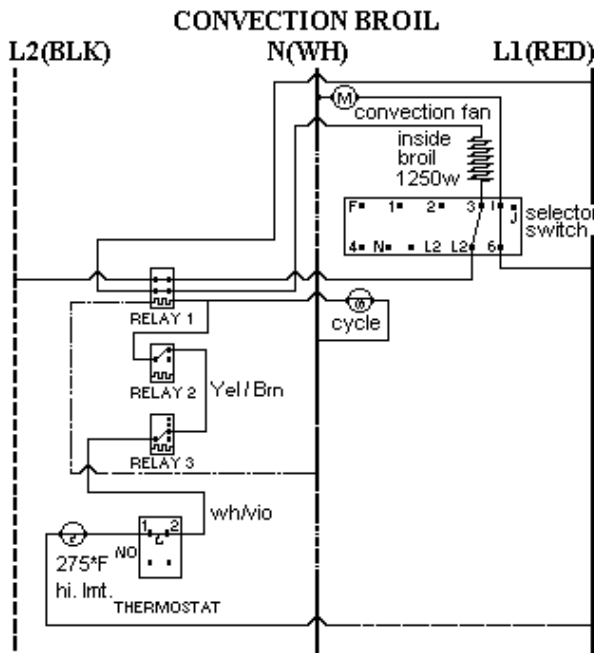 CONVECTION BROIL
L2(BLK) N(WH) L1(RED)
M
convection fan
inside
broil
1250w
F 1 2 3 I J
4 N L2 L2 6
selector
switch
RELAY 1
cycle
RELAY 2
Yel/Brn
RELAY 3
wh/vio
1 2
NO
275*F
hi. lmt.
THERMOSTAT